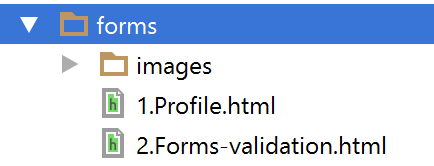 forms
images
1.Profile.html
2.Forms-validation.html